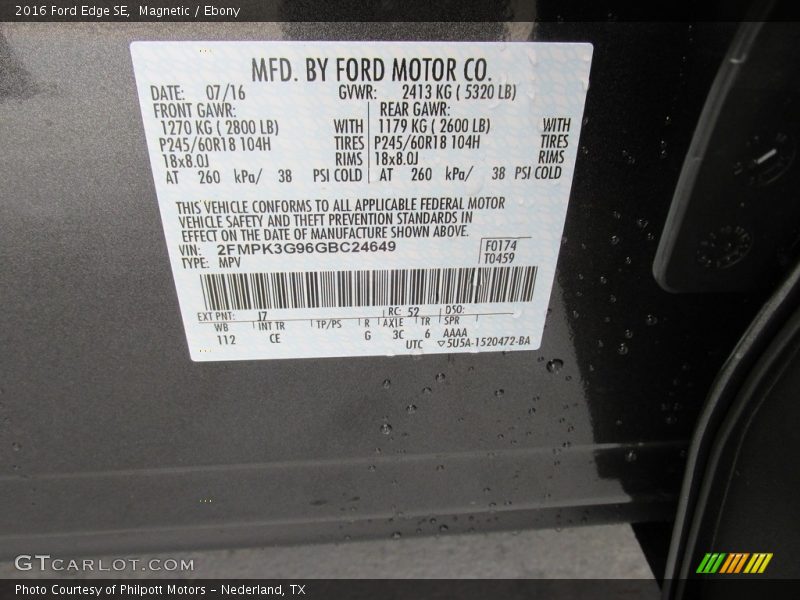 2016 Ford Edge SE, Magnetic / Ebony
MFD. BY FORD MOTOR CO.
DATE: 07/16 GVWR: 2413 KG ( 5320 LB)
FRONT GAWR: REAR GAWR:
1270 KG ( 2800 LB) WITH 1179 KG ( 2600 LB) WITH
P245/60R18 104H TIRES P245/60R18 104H TIRES
18x8.0J RIMS 18x8.0J RIMS
AT 260 kPa/ 38 PSI COLD AT 260 kPa/ 38 PSI COLD
THIS VEHICLE CONFORMS TO ALL APPLICABLE FEDERAL MOTOR
VEHICLE SAFETY AND THEFT PREVENTION STANDARDS IN
EFFECT ON THE DATE OF MANUFACTURE SHOWN ABOVE.
VIN: 2FMPK3G96GBC24649 F0174
TYPE: MPV T0459
EXT PNT: J7 RC: 52 DSO:
WB INT TR TP/PS R AXLE TR SPR
112 CE G 3C 6 AAAA
UTC ▽5U5A-1520472-BA
GTCARLOT.COM
Photo Courtesy of Philpott Motors - Nederland, TX